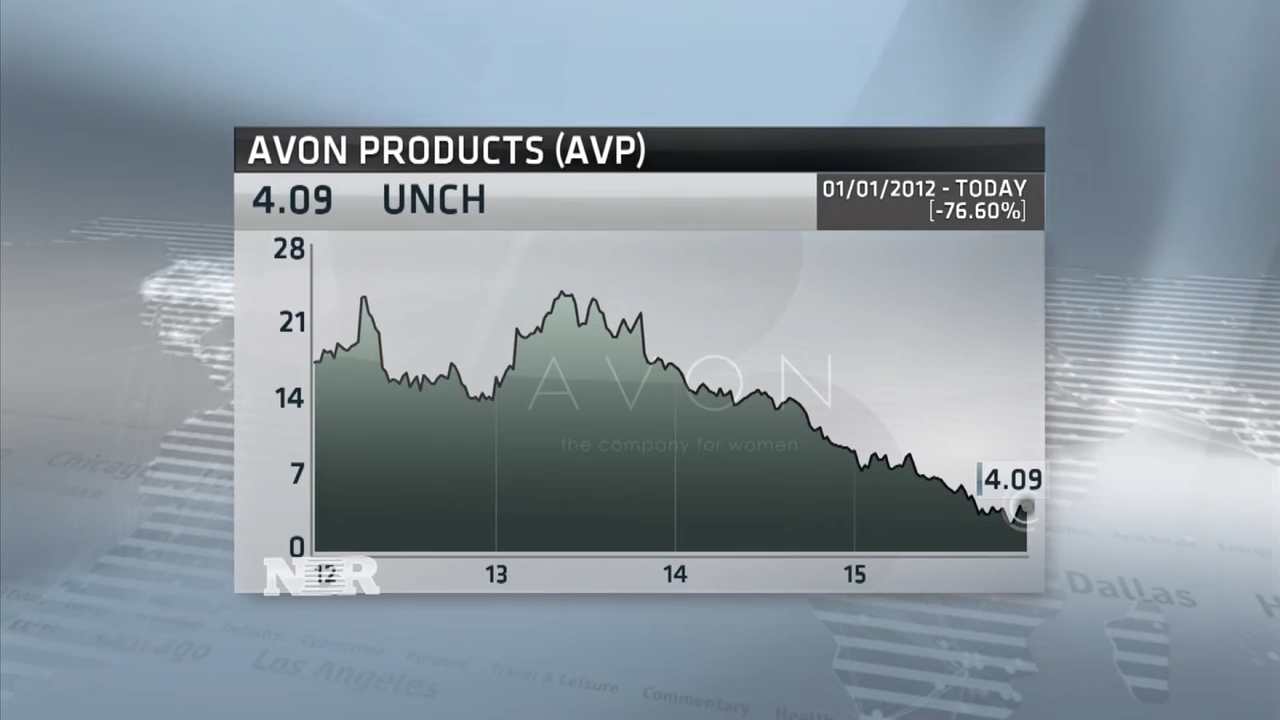 AVON PRODUCTS (AVP)
4.09 UNCH
01/01/2012 - TODAY
[-76.60%]
28
21
14
7
0
AVON
the company for women
4.09
12 13 14 15
NBR
Chicago
Dallas
Los Angeles
Travel & Leisure
Commentary